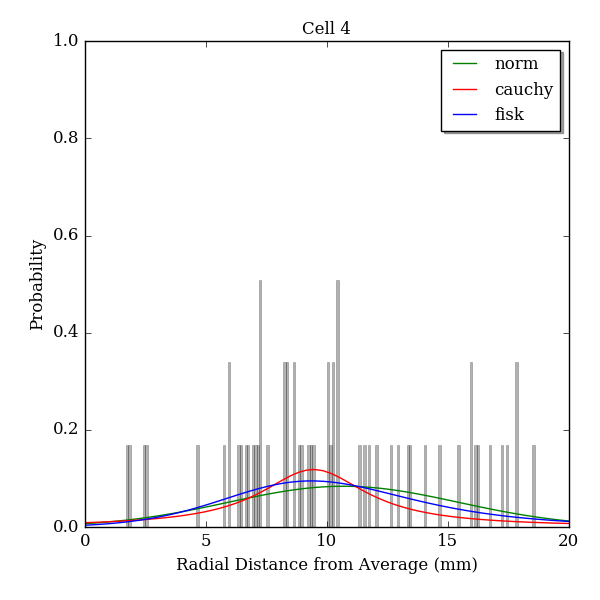 Cell 4
1.0
0.8
0.6
0.4
0.2
0.0
Probability
norm
cauchy
fisk
0 5 10 15 20
Radial Distance from Average (mm)